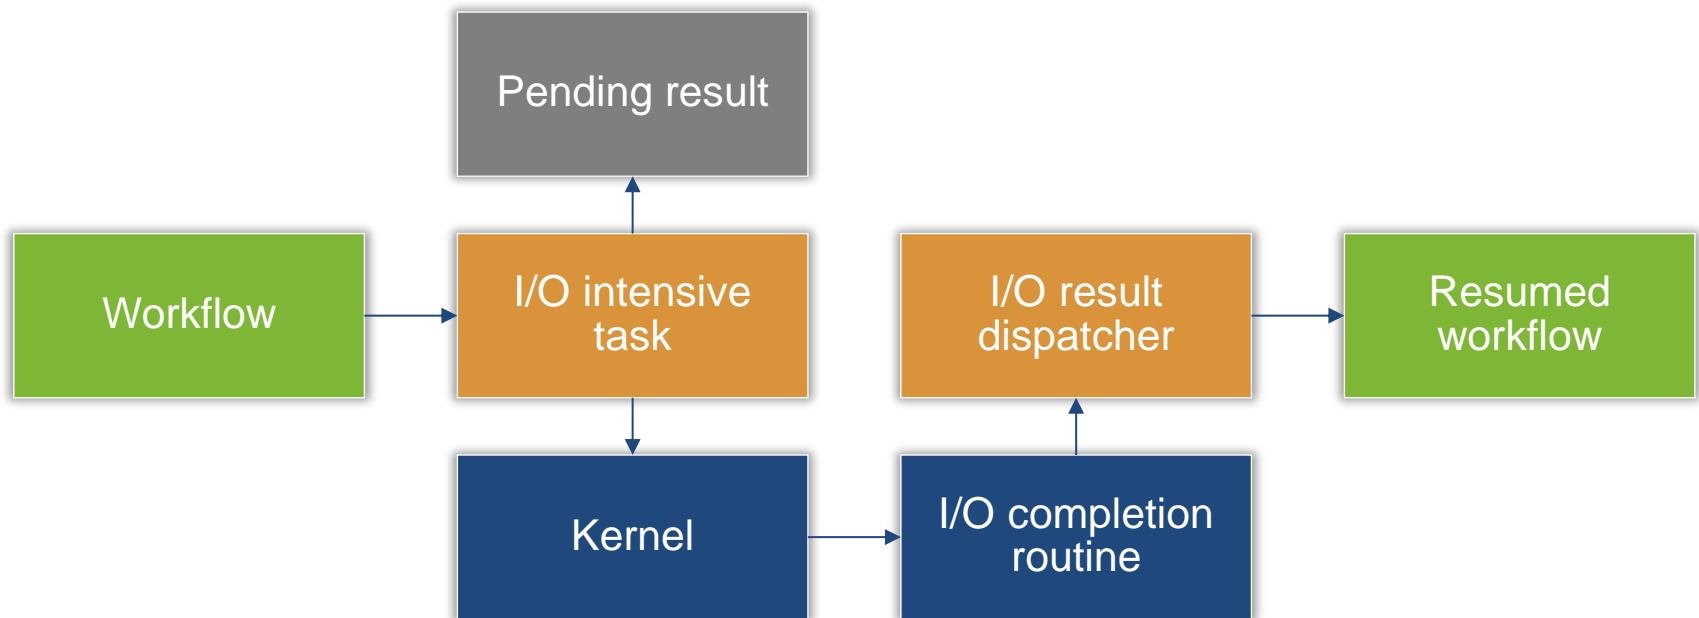 Pending result
Workflow
I/O intensive
task
I/O result
dispatcher
Resumed
workflow
Kernel
I/O completion
routine